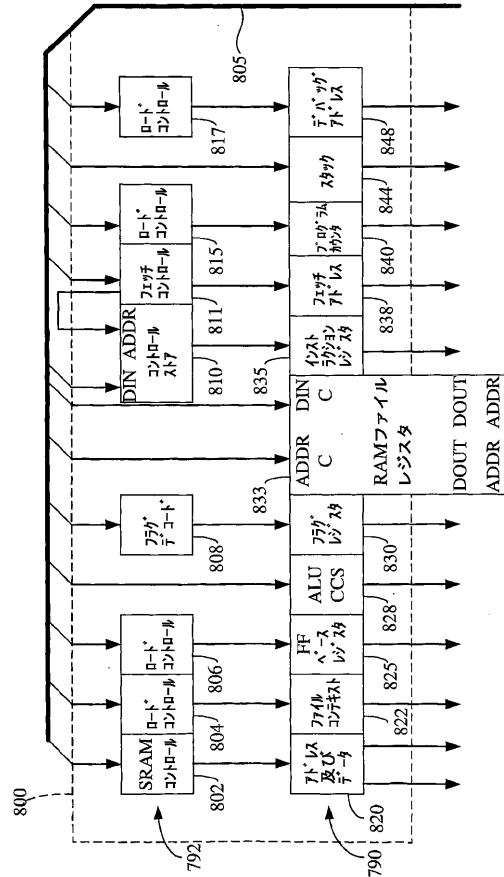 800
805
792
SRAM
コントロール
802
ロード
コントロール
804
ロード
コントロール
806
フラグ
デコード
808
DIN ADDR
コントロール
ストア
810
フェッチ
コントロール
811
ロード
コントロール
815
ロード
コントロール
817
790
アドレス
及び
データ
820
ファイル
コンテキスト
822
FF
ベース
レジスタ
825
ALU
CCS
828
フラグ
レジスタ
830
833
ADDR DIN
C C
RAMファイル
レジスタ
DOUT DOUT
ADDR ADDR
835
インスト
ラクション
レジスタ
フェッチ
アドレス
838
プログラム
カウンタ
840
スタック
844
デバッグ
アドレス
848